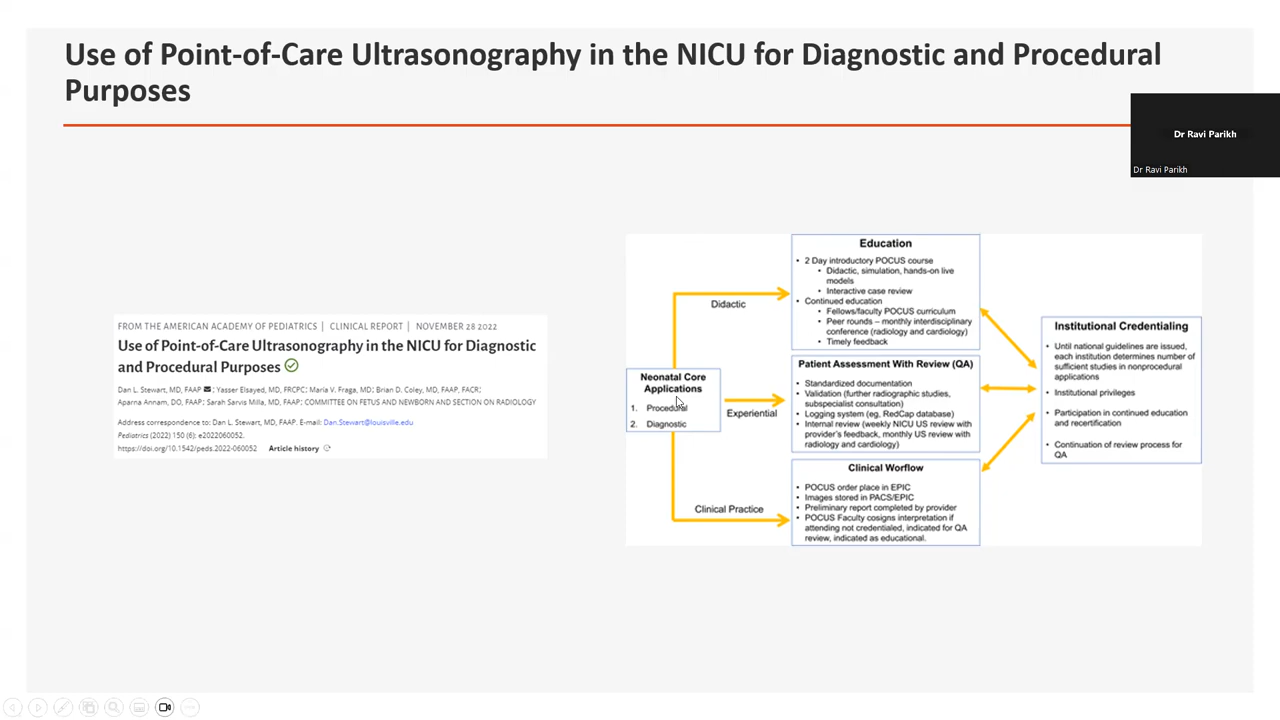 Use of Point-of-Care Ultrasonography in the NICU for Diagnostic and Procedural
Purposes
Dr Ravi Parikh
Dr Ravi Parikh
FROM THE AMERICAN ACADEMY OF PEDIATRICS | CLINICAL REPORT | NOVEMBER 28 2022
Use of Point-of-Care Ultrasonography in the NICU for Diagnostic
and Procedural Purposes
Dan L. Stewart, MD, FAAP ; Yasser Elsayed, MD, FRCPC; María V. Fraga, MD; Brian D. Coley, MD, FAAP, FACR;
Aparna Annam, DO, FAAP; Sarah Sarvis Milla, MD, FAAP; COMMITTEE ON FETUS AND NEWBORN AND SECTION ON RADIOLOGY
Address correspondence to: Dan L. Stewart, MD, FAAP. E-mail: Dan.Stewart@louisville.edu
Pediatrics (2022) 150 (6): e2022060052.
https://doi.org/10.1542/peds.2022-060052 Article history
Neonatal Core
Applications
1. Procedural
2. Diagnostic
Didactic
Experiential
Clinical Practice
Education
• 2 Day introductory POCUS course
• Didactic, simulation, hands-on live
models
• Interactive case review
• Continued education
• Fellows/faculty POCUS curriculum
• Peer rounds – monthly interdisciplinary
conference (radiology and cardiology)
• Timely feedback
Patient Assessment With Review (QA)
• Standardized documentation
• Validation (further radiographic studies,
subspecialist consultation)
• Logging system (eg, RedCap database)
• Internal review (weekly NICU US review with
provider's feedback, monthly US review with
radiology and cardiology)
Clinical Worflow
• POCUS order place in EPIC
• Images stored in PACS/EPIC
• Preliminary report completed by provider
• POCUS Faculty cosigns interpretation if
attending not credentialed, indicated for QA
review, indicated as educational.
Institutional Credentialing
• Until national guidelines are issued,
each institution determines number of
sufficient studies in nonprocedural
applications
• Institutional privileges
• Participation in continued education
and recertification
• Continuation of review process for
QA